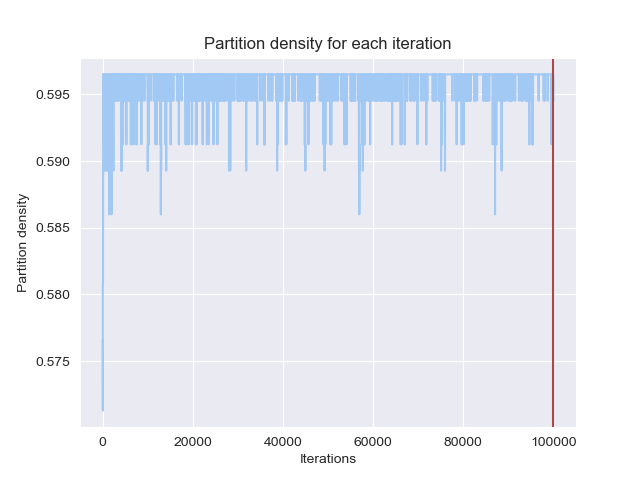 Partition density for each iteration
Partition density
0.595
0.590
0.585
0.580
0.575
0 20000 40000 60000 80000 100000
Iterations